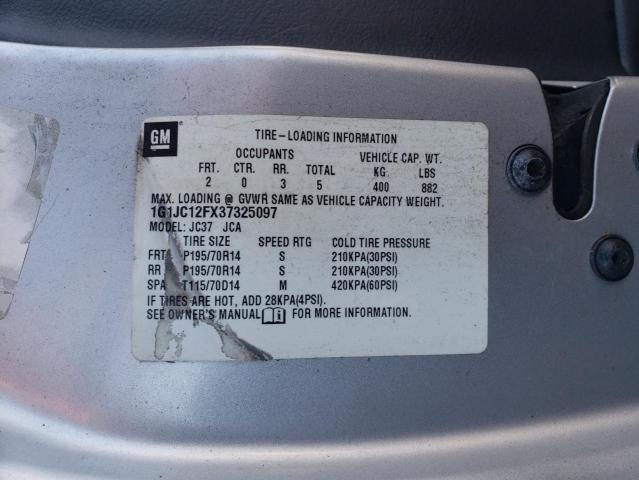 GM
TIRE-LOADING INFORMATION
OCCUPANTS VEHICLE CAP. WT.
FRT. CTR. RR. TOTAL KG LBS
2 0 3 5 400 882
MAX. LOADING @ GVWR SAME AS VEHICLE CAPACITY WEIGHT.
1G1JC12FX37325097
MODEL: JC37 JCA
TIRE SIZE SPEED RTG COLD TIRE PRESSURE
FRT P195/70R14 S 210KPA(30PSI)
RR P195/70R14 S 210KPA(30PSI)
SPA T115/70D14 M 420KPA(60PSI)
IF TIRES ARE HOT, ADD 28KPA(4PSI).
SEE OWNER'S MANUAL FOR MORE INFORMATION.